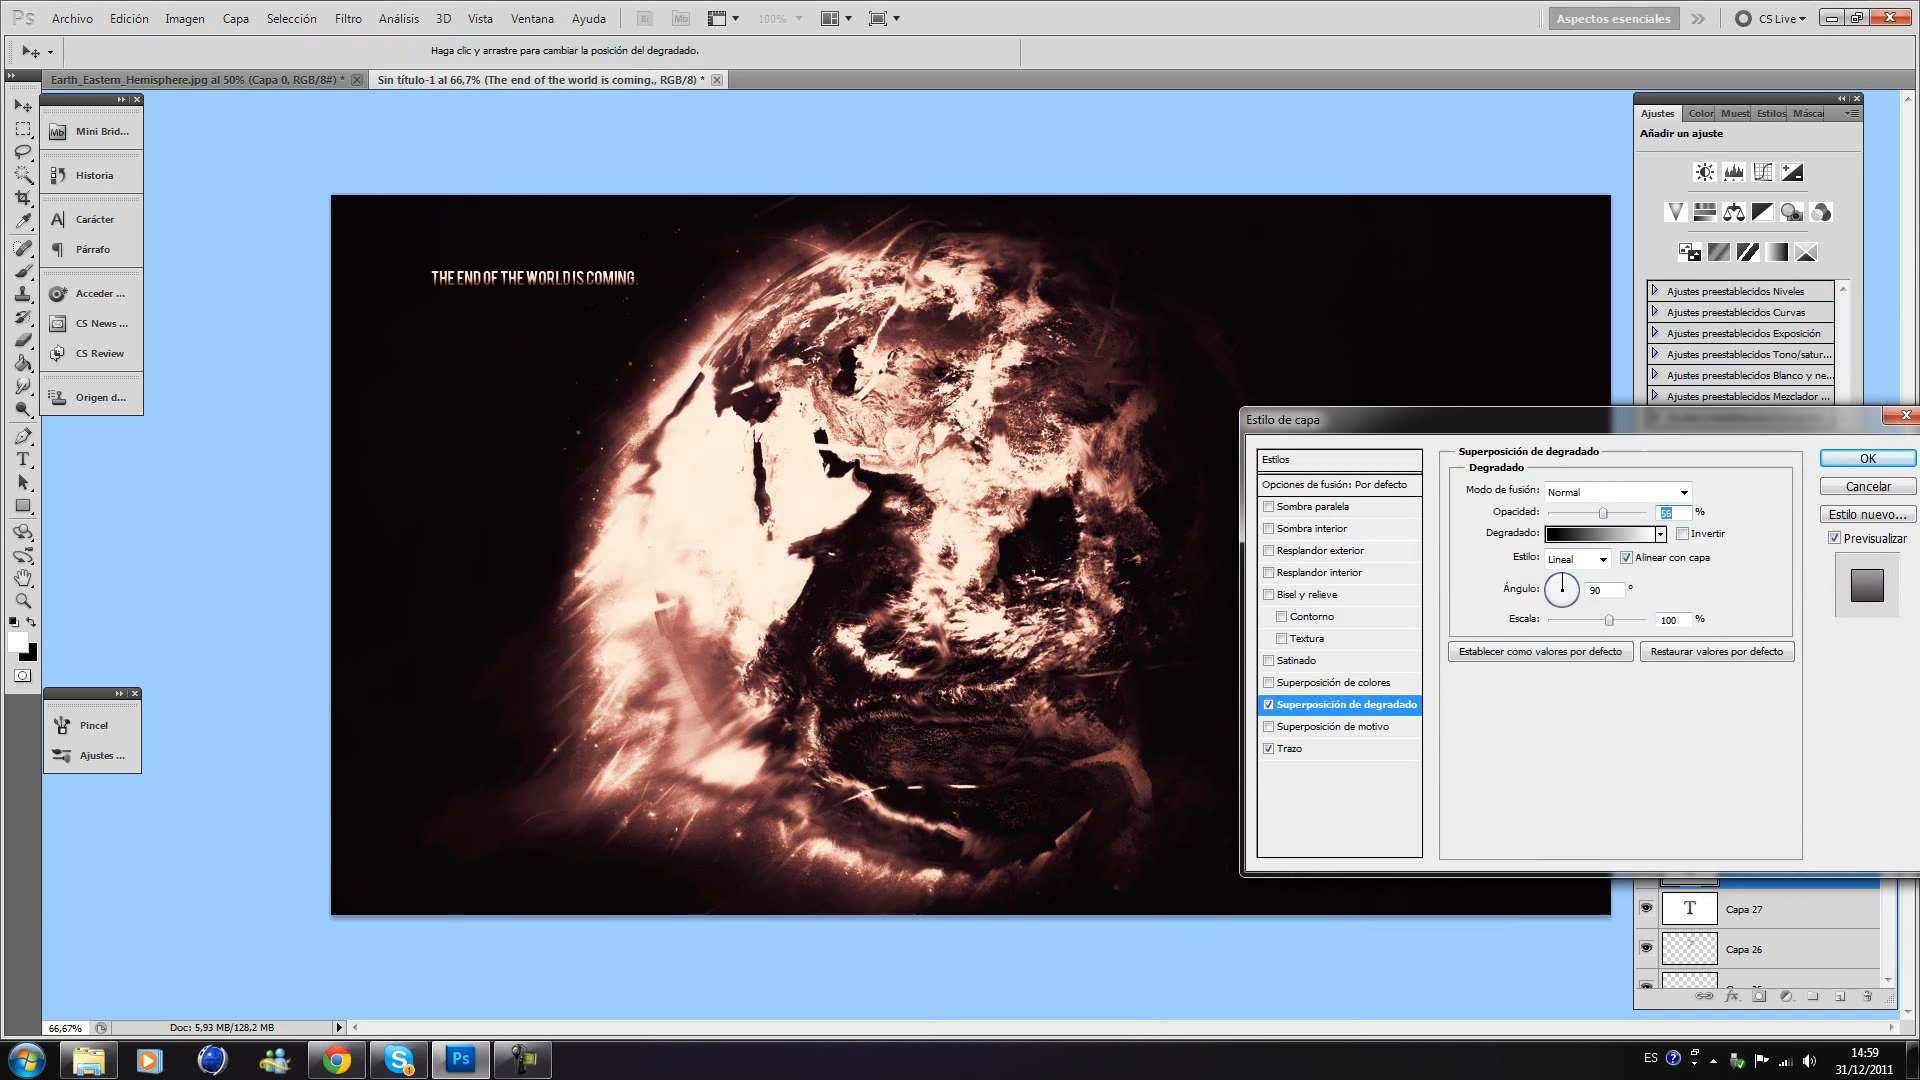 Ps Archivo Edición Imagen Capa Selección Filtro Análisis 3D Vista Ventana Ayuda Br Mb 100% Aspectos esenciales CS Live
Haga clic y arrastre para cambiar la posición del degradado.
Earth_Eastern_Hemisphere.jpg al 50% (Capa 0, RGB/8#) * Sin título-1 al 66,7% (The end of the world is coming., RGB/8) *
Mb Mini Brid...
Historia
Carácter
Párrafo
Acceder ...
CS News ...
CS Review
Origen d...
Pincel
Ajustes ...
THE END OF THE WORLD IS COMING.
Ajustes Color Muest Estilos Másca
Añadir un ajuste
Ajustes preestablecidos Niveles
Ajustes preestablecidos Curvas
Ajustes preestablecidos Exposición
Ajustes preestablecidos Tono/satur...
Ajustes preestablecidos Blanco y ne...
Ajustes preestablecidos Mezclador ...
Estilo de capa
Estilos
Opciones de fusión: Por defecto
Sombra paralela
Sombra interior
Resplandor exterior
Resplandor interior
Bisel y relieve
Contorno
Textura
Satinado
Superposición de colores
Superposición de degradado
Superposición de motivo
Trazo
Superposición de degradado
Degradado
Modo de fusión: Normal
Opacidad: 56 %
Degradado: Invertir
Estilo: Lineal Alinear con capa
Ángulo: 90 °
Escala: 100 %
Establecer como valores por defecto Restaurar valores por defecto
OK
Cancelar
Estilo nuevo...
Previsualizar
T Capa 27
Capa 26
66,67% Doc: 5,93 MB/128,2 MB
ES 14:59
31/12/2011